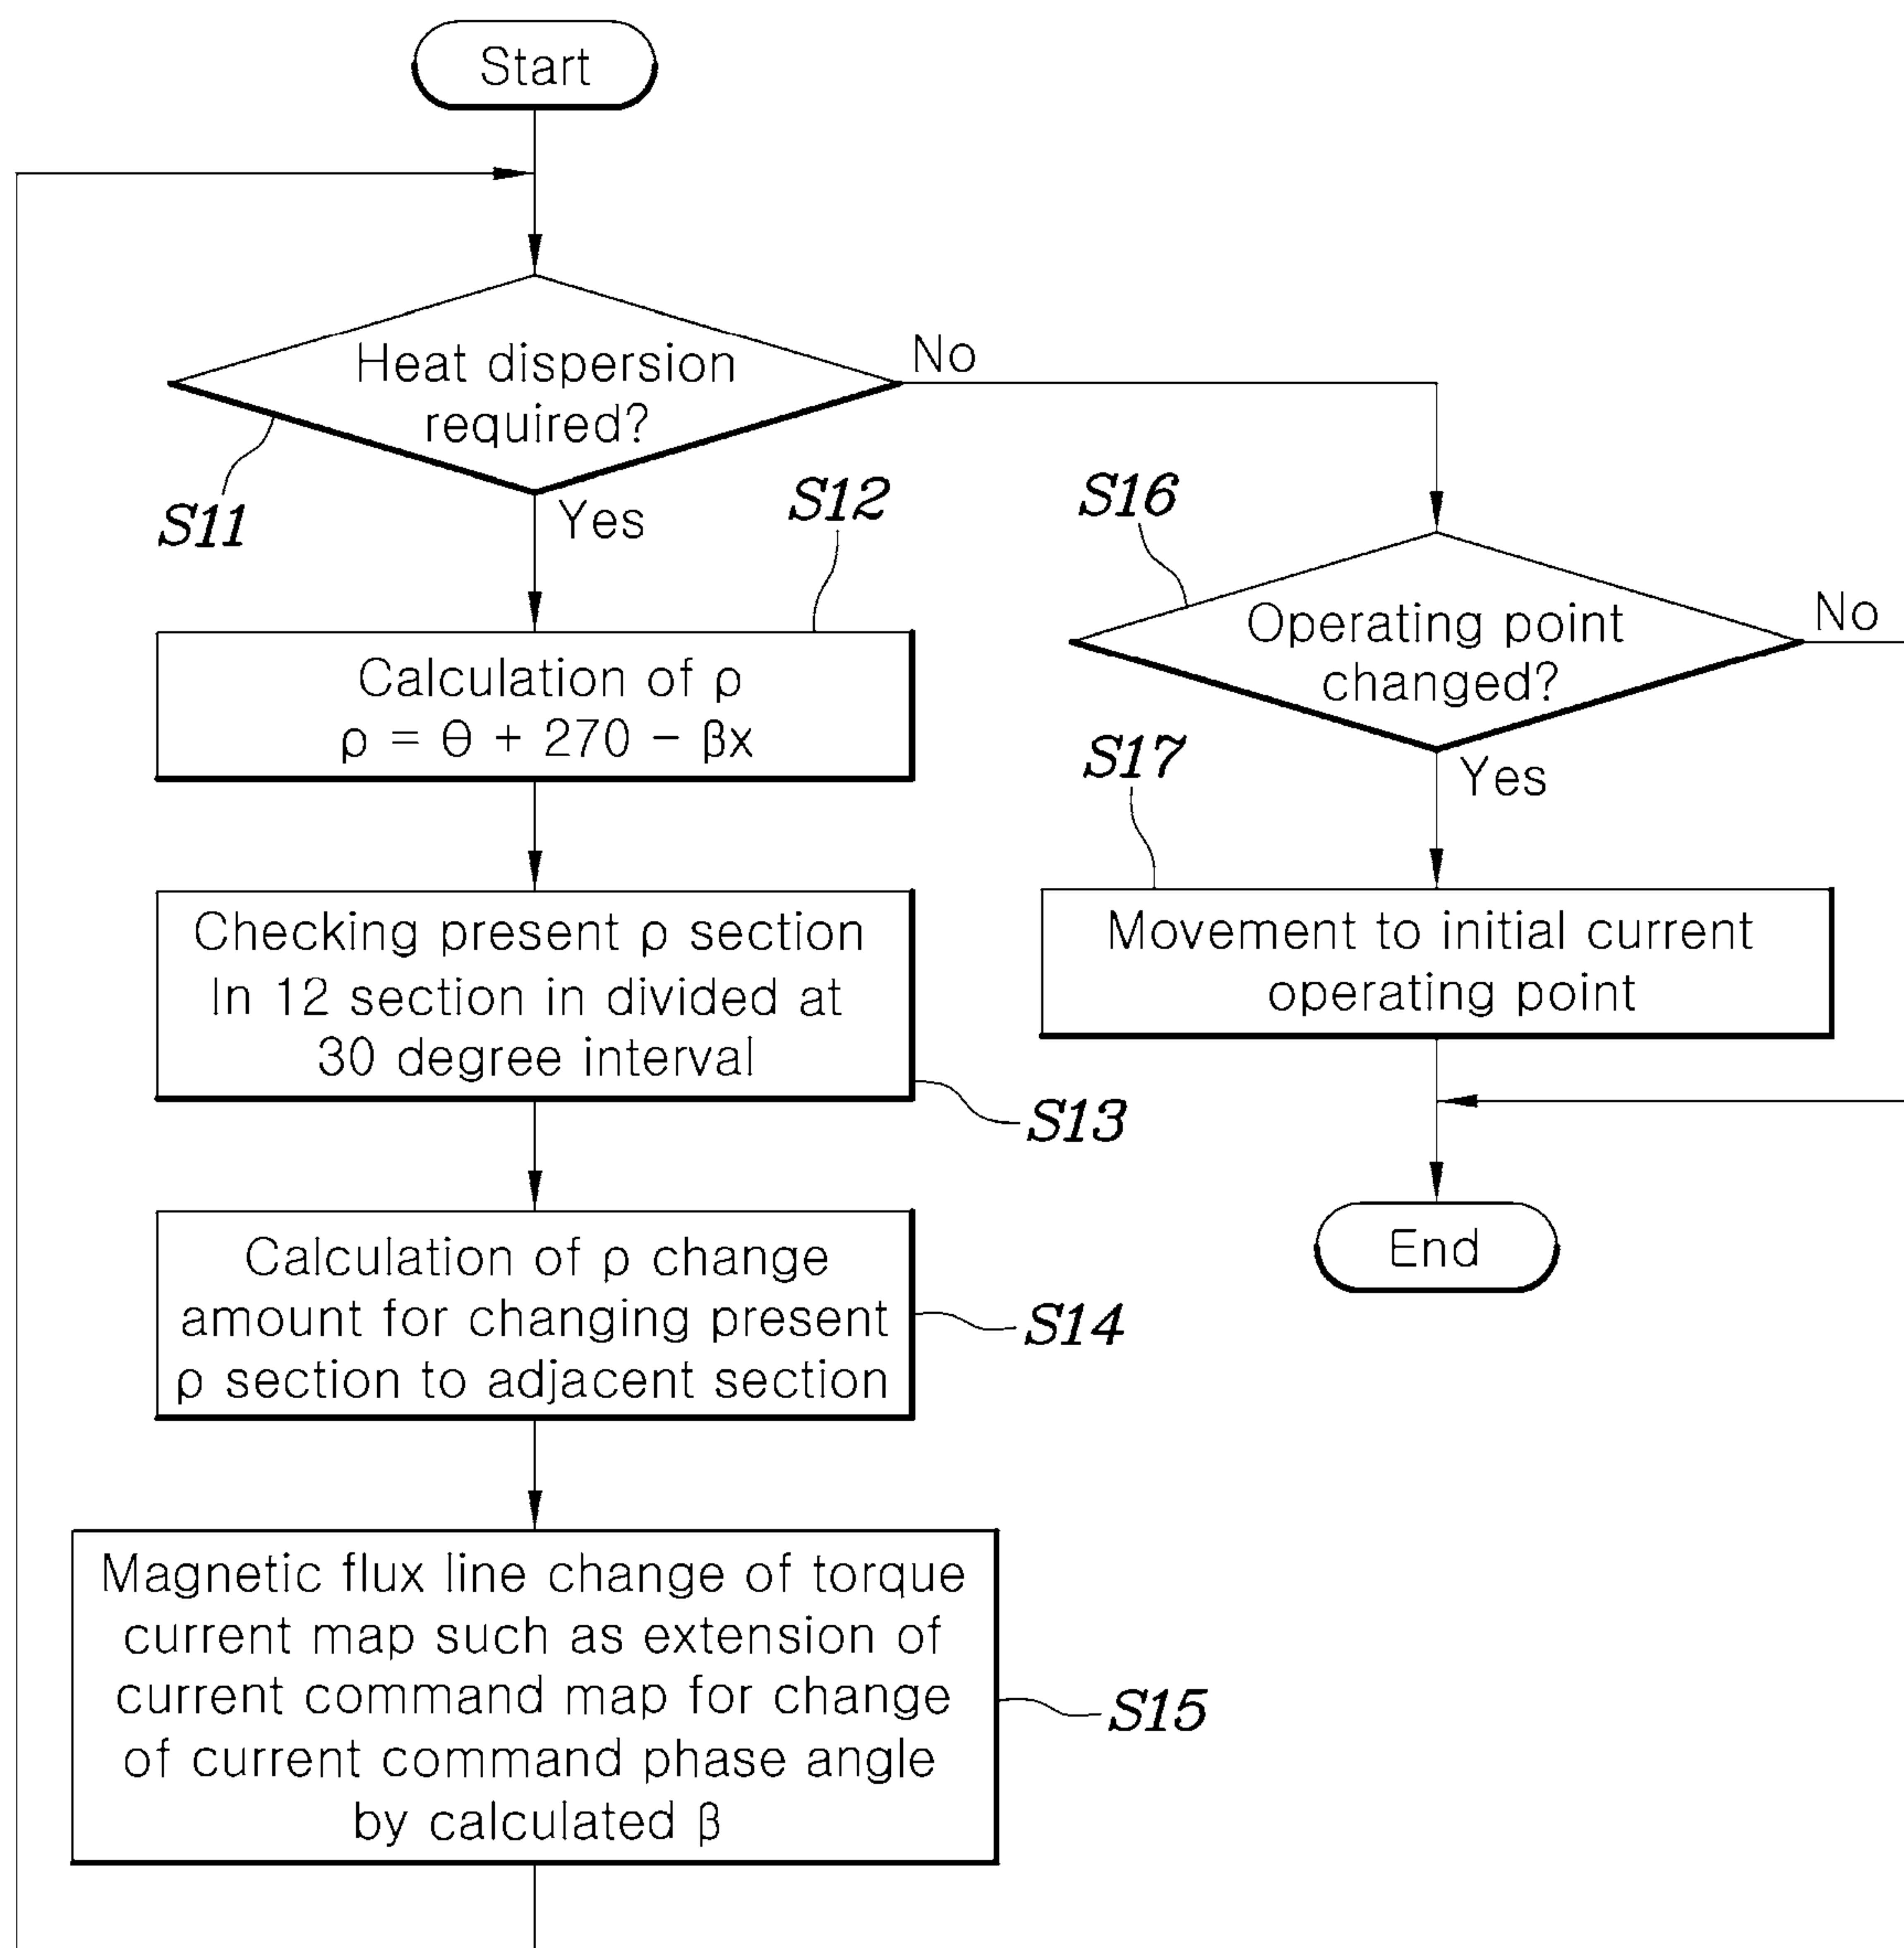 Start
Heat dispersion
required?
No
S11
Yes
S12
Calculation of ρ
ρ = θ + 270 − βx
Checking present ρ section
In 12 section in divided at
30 degree interval
S13
Calculation of ρ change
amount for changing present
ρ section to adjacent section
S14
Magnetic flux line change of torque
current map such as extension of
current command map for change
of current command phase angle
by calculated β
S15
S16
Operating point
changed?
No
Yes
S17
Movement to initial current
operating point
End